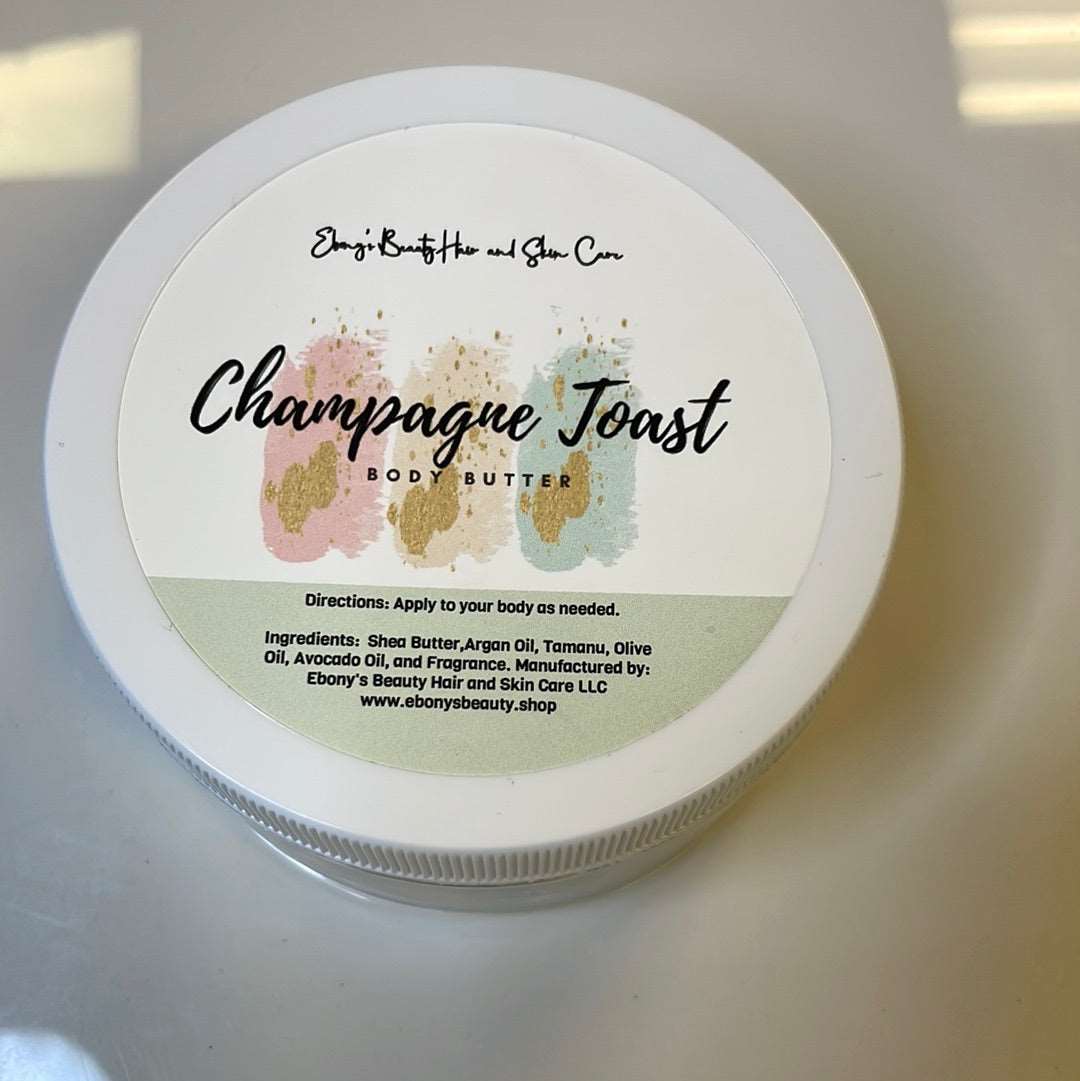 Ebony's Beauty Hair and Skin Care
Champagne Toast
BODY BUTTER
Directions: Apply to your body as needed.
Ingredients: Shea Butter,Argan Oil, Tamanu, Olive
Oil, Avocado Oil, and Fragrance. Manufactured by:
Ebony's Beauty Hair and Skin Care LLC
www.ebonysbeauty.shop